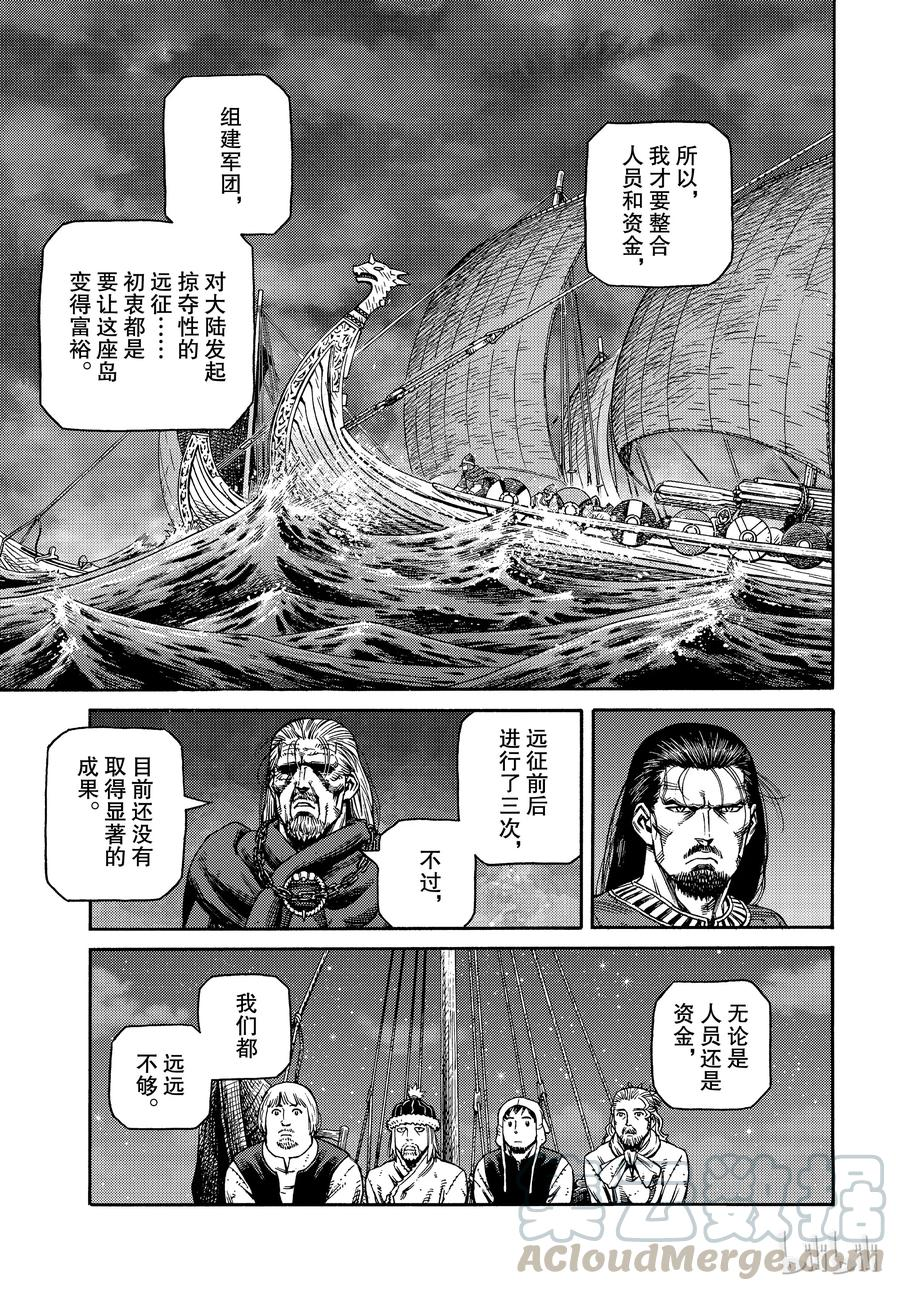 所以，
我才要整合
人员和资金，
组建军团，
对大陆发起
掠夺性的
远征……
初衷都是
要让这座岛
变得富裕。
远征前后
进行了三次，
不过，
目前还没有
取得显著的
成果。
无论是
人员还是
资金，
我们都
远远
不够。
集云数据
ACloudMerge.com